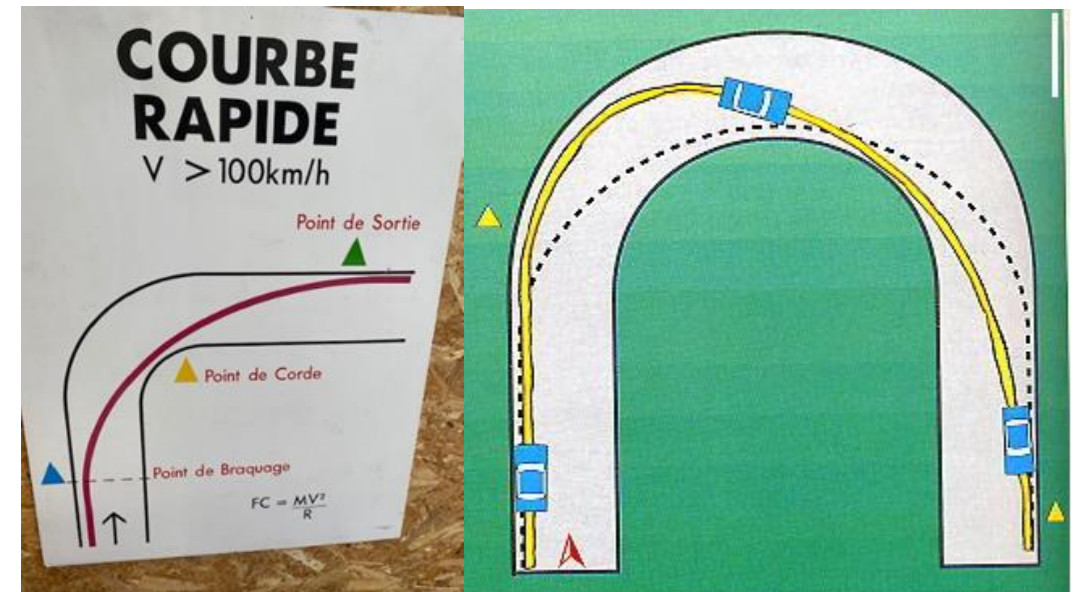 COURBE
RAPIDE
V > 100km/h
Point de Sortie
Point de Corde
Point de Braquage
FC = MV²
R